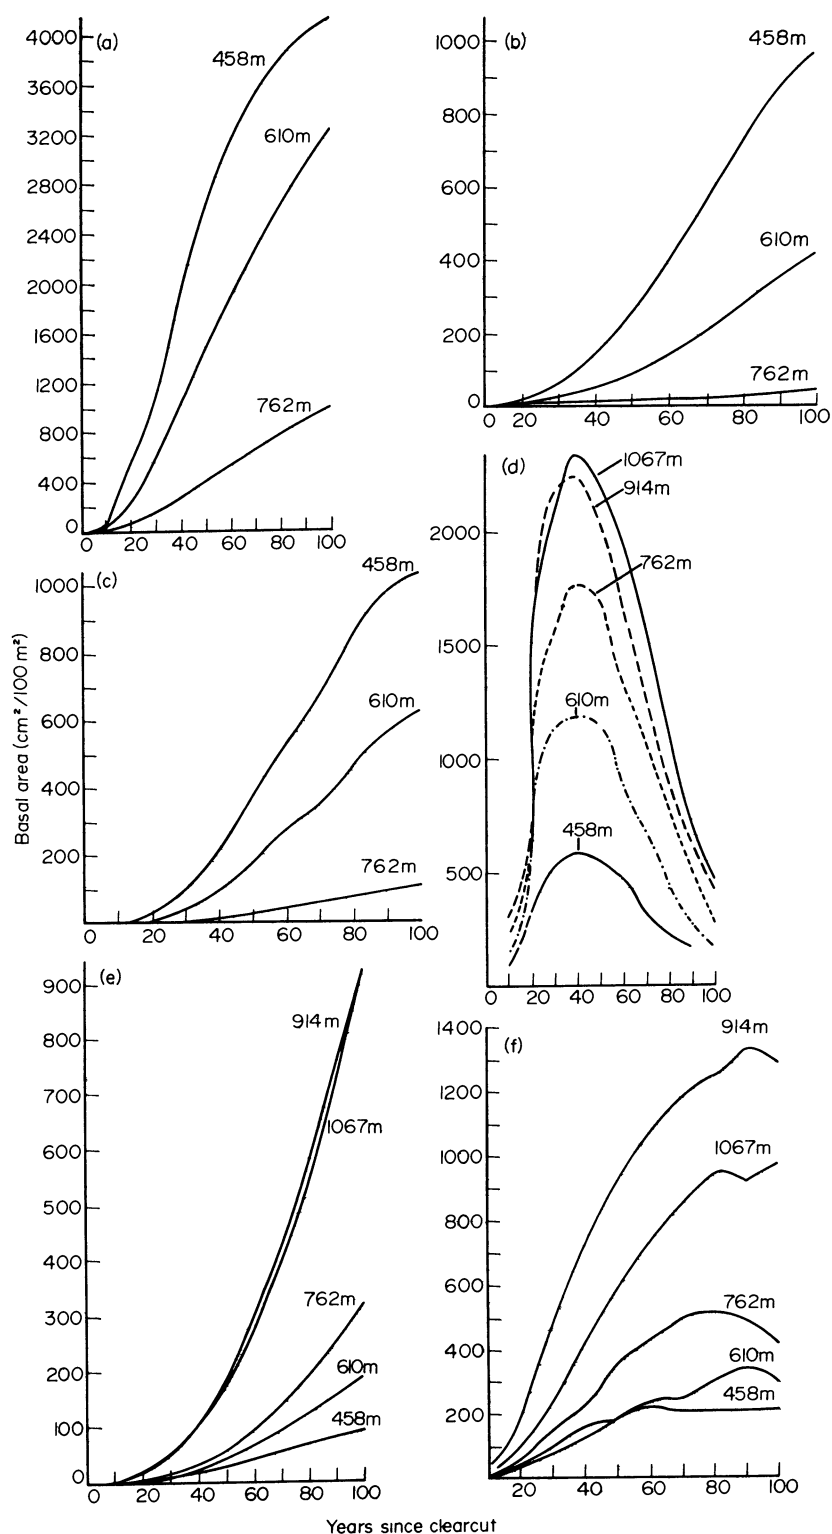 (a)
4000
3600
3200
2800
2400
2000
1600
1200
800
400
0
458m
610m
762m
0 20 40 60 80 100
(b)
1000
800
600
400
200
0
458m
610m
762m
0 20 40 60 80 100
(c)
1000
800
600
400
200
458m
610m
762m
0 20 40 60 80 100
Basal area (cm²/100 m²)
(d)
2000
1500
1000
500
1067m
914m
762m
610m
458m
0 20 40 60 80 100
(e)
900
800
700
600
500
400
300
200
100
0
914m
1067m
762m
610m
458m
0 20 40 60 80 100
(f)
1400
1200
1000
800
600
400
200
914m
1067m
762m
610m
458m
20 40 60 80 100
Years since clearcut